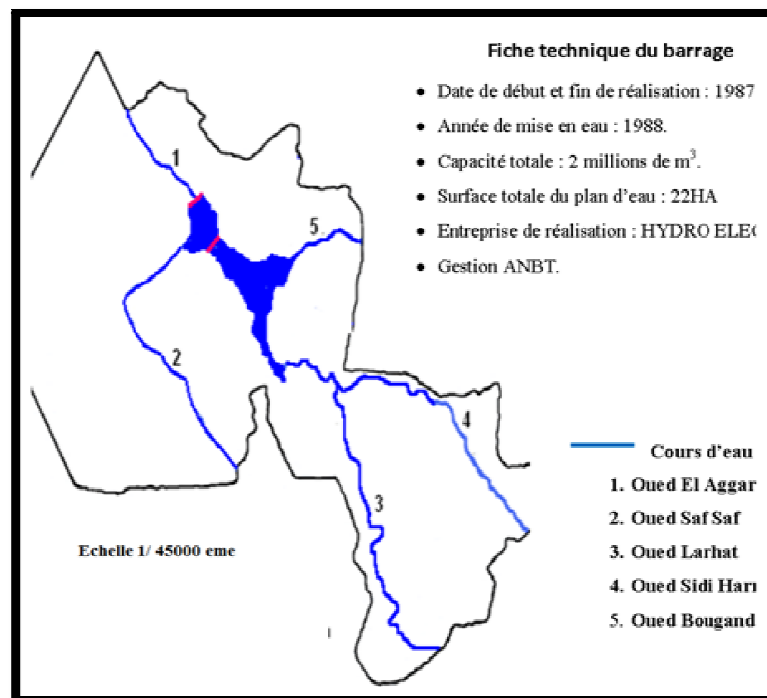 Fiche technique du barrage
• Date de début et fin de réalisation : 1987
• Année de mise en eau : 1988.
• Capacité totale : 2 millions de m³.
• Surface totale du plan d'eau : 22HA
• Entreprise de réalisation : HYDRO ELEC
• Gestion ANBT.
1
5
2
4
3
Cours d'eau
1. Oued El Aggar
2. Oued Saf Saf
3. Oued Larhat
4. Oued Sidi Harr
5. Oued Bougand
Echelle 1/ 45000 eme